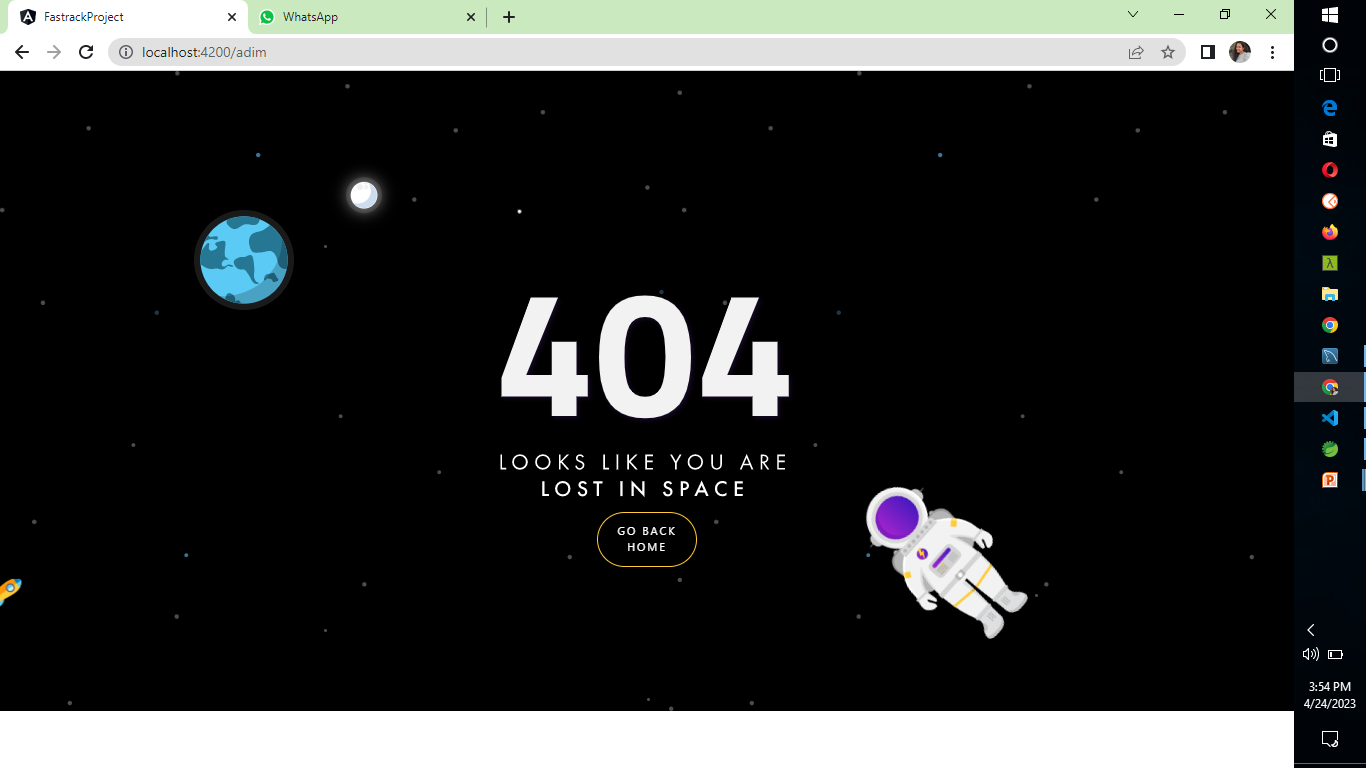 FastrackProject
WhatsApp
localhost:4200/adim
404
LOOKS LIKE YOU ARE
LOST IN SPACE
GO BACK
HOME
3:54 PM
4/24/2023